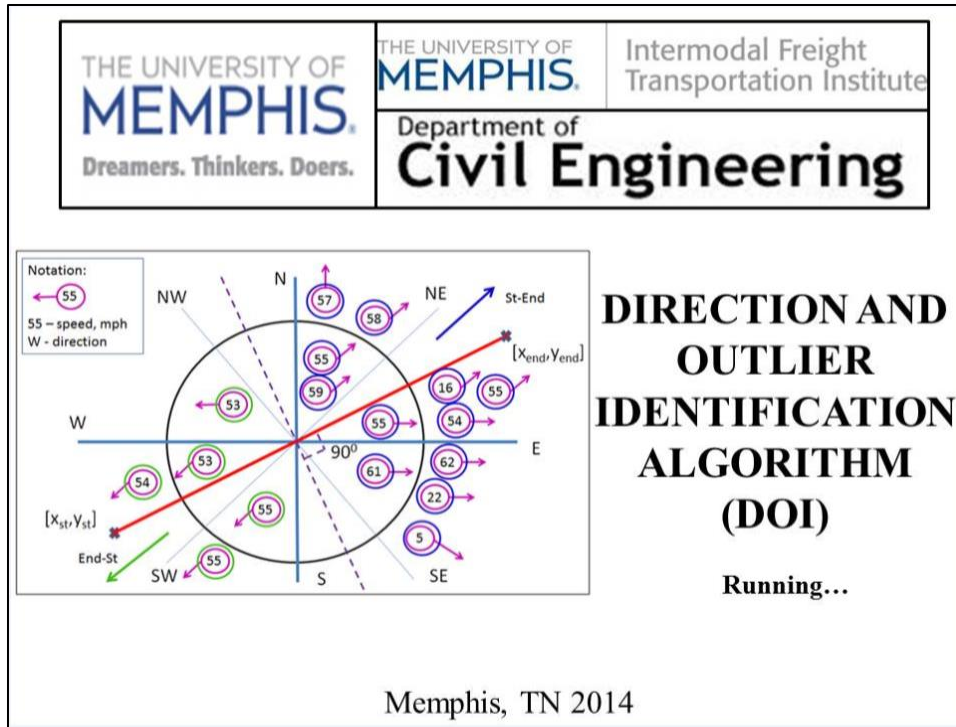 THE UNIVERSITY OF
MEMPHIS.
Dreamers. Thinkers. Doers.
THE UNIVERSITY OF
MEMPHIS.
Intermodal Freight
Transportation Institute
Department of
Civil Engineering
Notation:
55
55 – speed, mph
W - direction
NW
N
NE
57
58
St-End
[xend,yend]
55
59
16
55
53
55
54
W
E
90⁰
53
61
62
54
22
55
5
[xst,yst]
End-St
55
SW
S
SE
DIRECTION AND
OUTLIER
IDENTIFICATION
ALGORITHM
(DOI)
Running…
Memphis, TN 2014